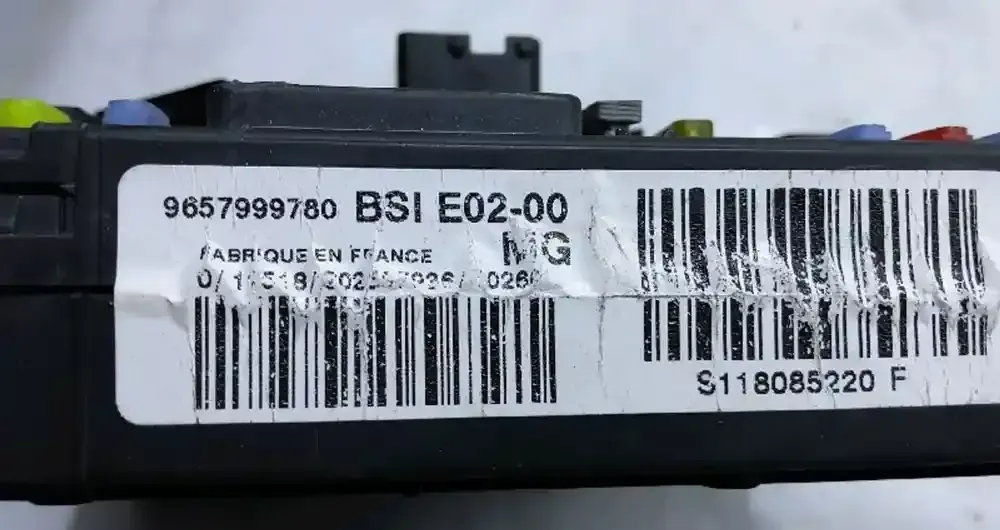 9657999780 BSI E02-00
FABRIQUE EN FRANCE MG
S118085220 F